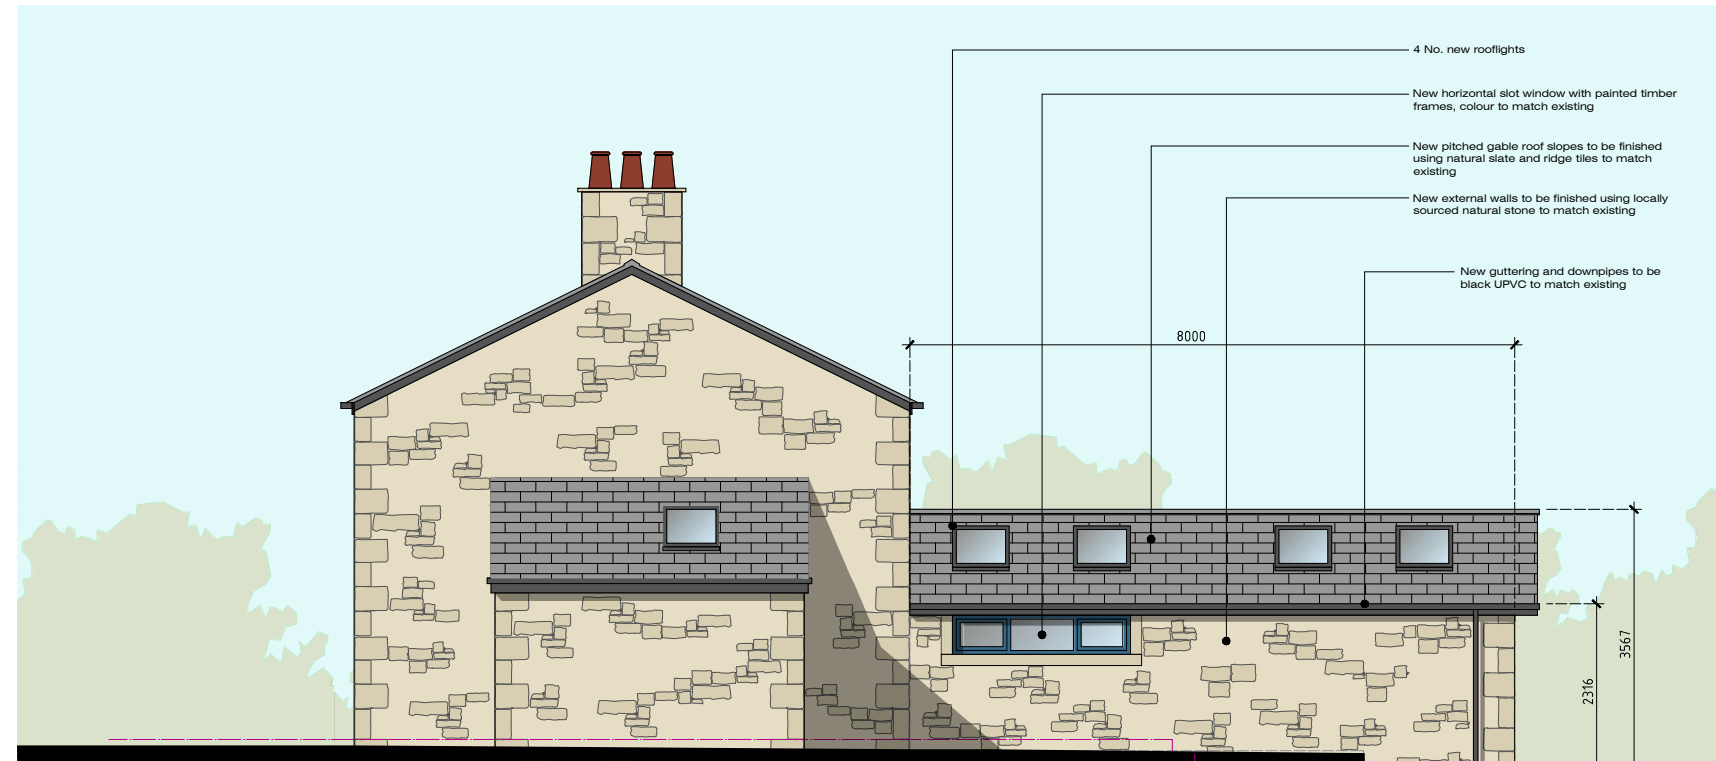 4 No. new rooflights
New horizontal slot window with painted timber
frames, colour to match existing
New pitched gable roof slopes to be finished
using natural slate and ridge tiles to match
existing
New external walls to be finished using locally
sourced natural stone to match existing
New guttering and downpipes to be
black UPVC to match existing
8000
3567
2316